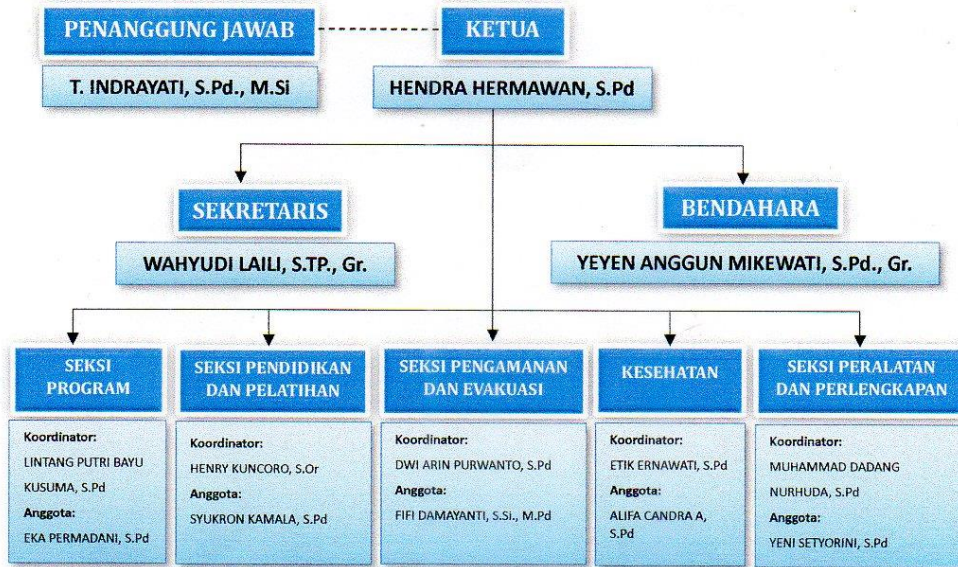 PENANGGUNG JAWAB
KETUA
T. INDRAYATI, S.Pd., M.Si
HENDRA HERMAWAN, S.Pd
SEKRETARIS
BENDAHARA
WAHYUDI LAILI, S.TP., Gr.
YEYEN ANGGUN MIKEWATI, S.Pd., Gr.
SEKSI
PROGRAM
Koordinator:
LINTANG PUTRI BAYU
KUSUMA, S.Pd
Anggota:
EKA PERMADANI, S.Pd
SEKSI PENDIDIKAN
DAN PELATIHAN
Koordinator:
HENRY KUNCORO, S.Or
Anggota:
SYUKRON KAMALA, S.Pd
SEKSI PENGAMANAN
DAN EVAKUASI
Koordinator:
DWI ARIN PURWANTO, S.Pd
Anggota:
FIFI DAMAYANTI, S.Si., M.Pd
KESEHATAN
Koordinator:
ETIK ERNAWATI, S.Pd
Anggota:
ALIFA CANDRA A,
S.Pd
SEKSI PERALATAN
DAN PERLENGKAPAN
Koordinator:
MUHAMMAD DADANG
NURHUDA, S.Pd
Anggota:
YENI SETYORINI, S.Pd